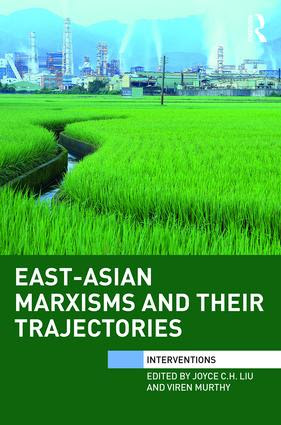 EAST-ASIAN
MARXISMS AND THEIR
TRAJECTORIES
INTERVENTIONS
EDITED BY JOYCE C.H. LIU
AND VIREN MURTHY